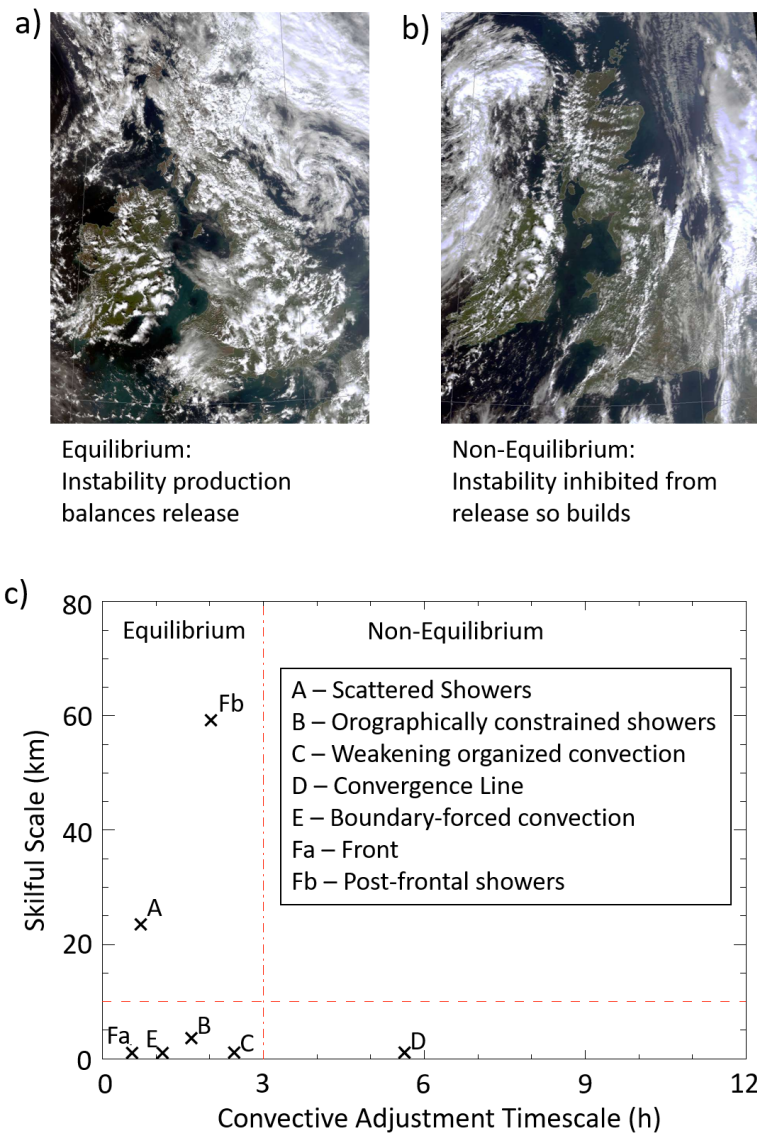 a)
b)
Equilibrium:
Instability production
balances release
Non-Equilibrium:
Instability inhibited from
release so builds
c)
80
60
40
20
0
Skilful Scale (km)
Equilibrium
Non-Equilibrium
A – Scattered Showers
B – Orographically constrained showers
C – Weakening organized convection
D – Convergence Line
E – Boundary-forced convection
Fa – Front
Fb – Post-frontal showers
Fb
A
Fa
E
B
C
D
0
3
6
9
12
Convective Adjustment Timescale (h)